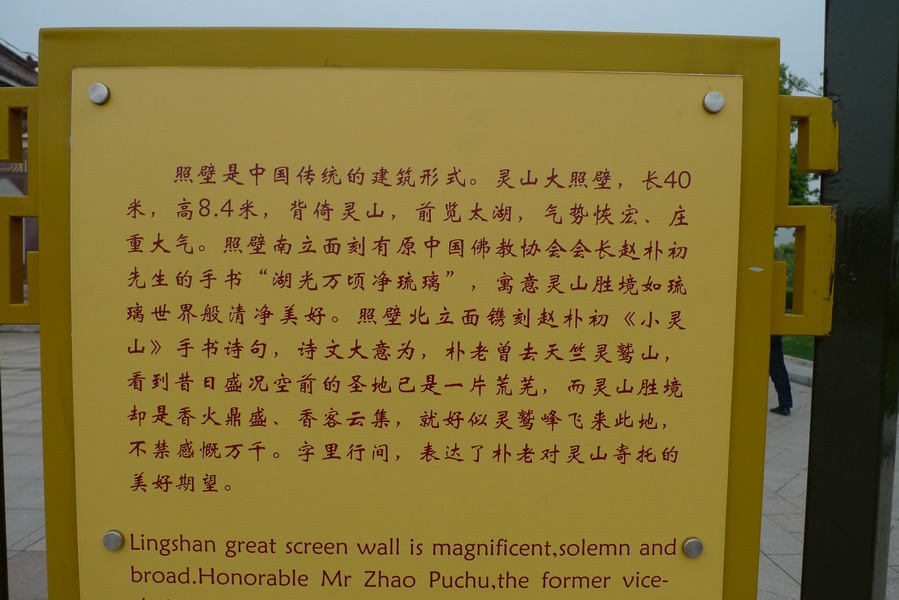 照壁是中国传统的建筑形式。灵山大照壁，长40
米，高8.4米，背倚灵山，前览太湖，气势恢宏、庄
重大气。照壁南立面刻有原中国佛教协会会长赵朴初
先生的手书“湖光万顷净琉璃”，寓意灵山胜境如琉
璃世界般清净美好。照壁北立面镌刻赵朴初《小灵
山》手书诗句，诗文大意为，朴老曾去天竺灵鹫山，
看到昔日盛况空前的圣地已是一片荒芜，而灵山胜境
却是香火鼎盛、香客云集，就好似灵鹫峰飞来此地，
不禁感慨万千。字里行间，表达了朴老对灵山寄托的
美好期望。
Lingshan great screen wall is magnificent,solemn and
broad.Honorable Mr Zhao Puchu,the former vice-